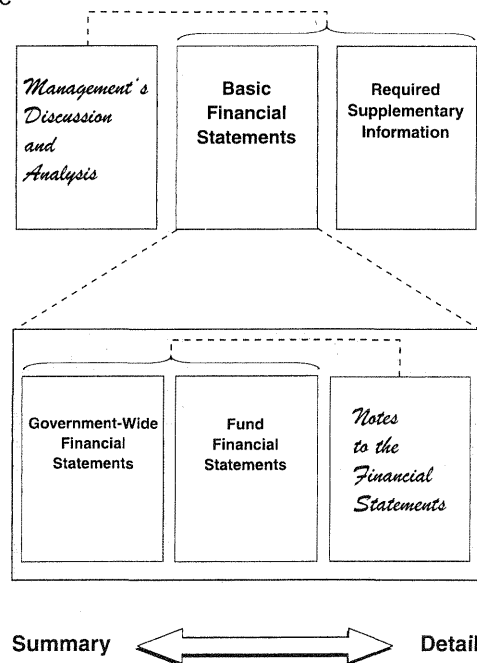 Management's
Discussion
and
Analysis
Basic
Financial
Statements
Required
Supplementary
Information
Government-Wide
Financial
Statements
Fund
Financial
Statements
Notes
to the
Financial
Statements
Summary
Detail